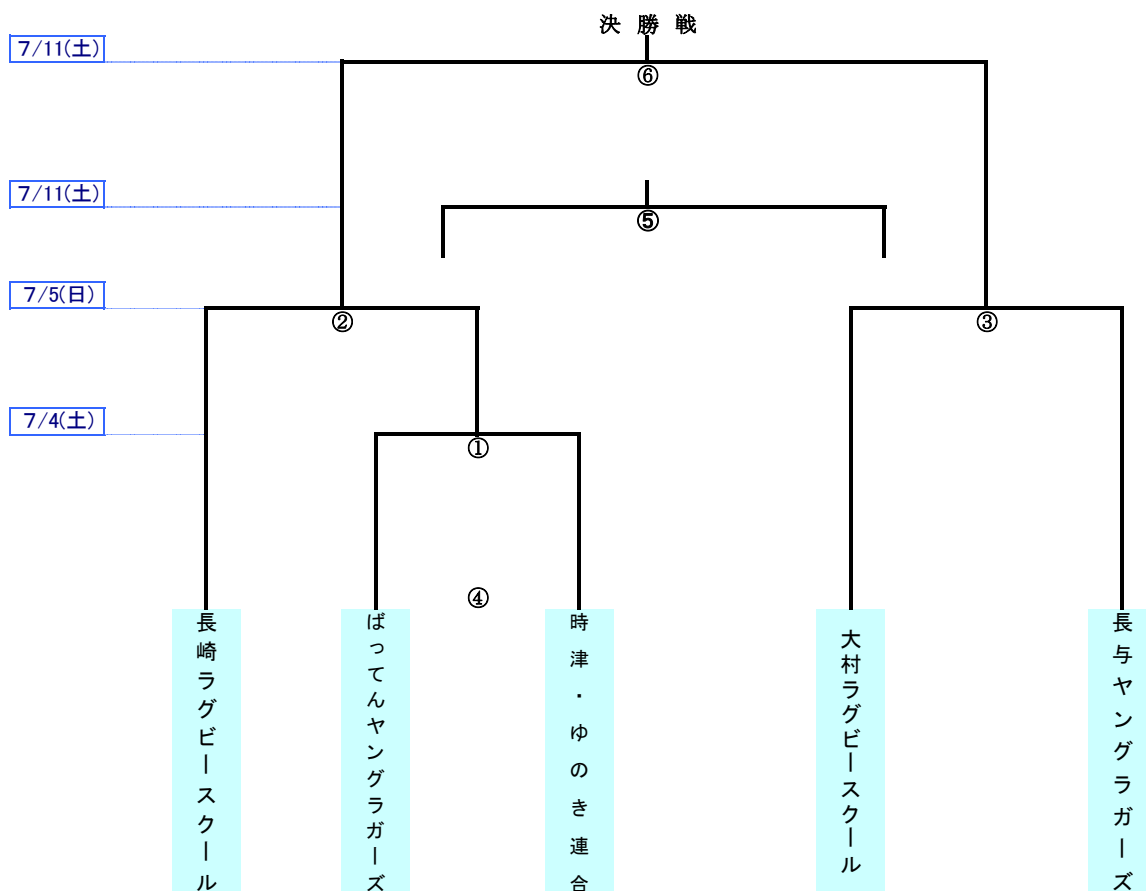 決勝戦
7/11(土)
⑥
7/11(土)
⑤
7/5(日)
②
③
7/4(土)
①
④
長崎ラグビースクール
ばってんヤングラガーズ
時津・ゆのき連合
大村ラグビースクール
長与ヤングラガーズ